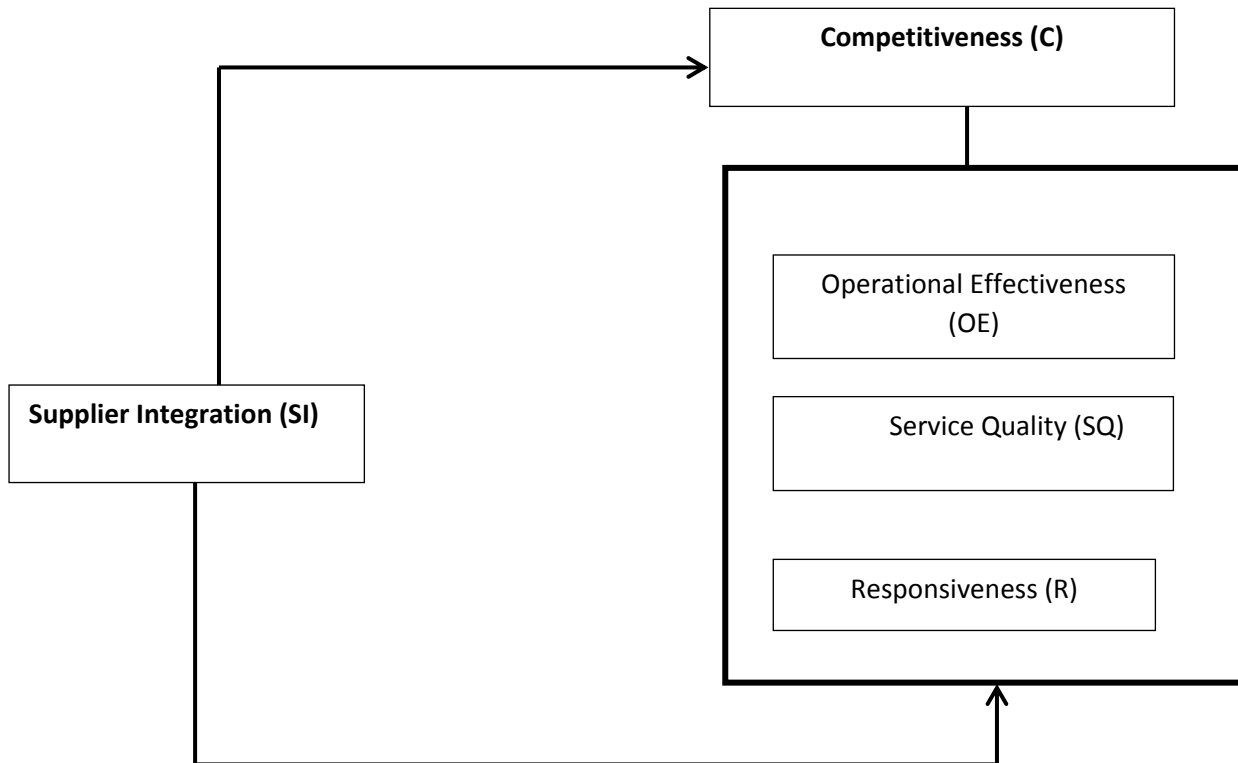 Competitiveness (C)
Operational Effectiveness
(OE)
Supplier Integration (SI)
Service Quality (SQ)
Responsiveness (R)